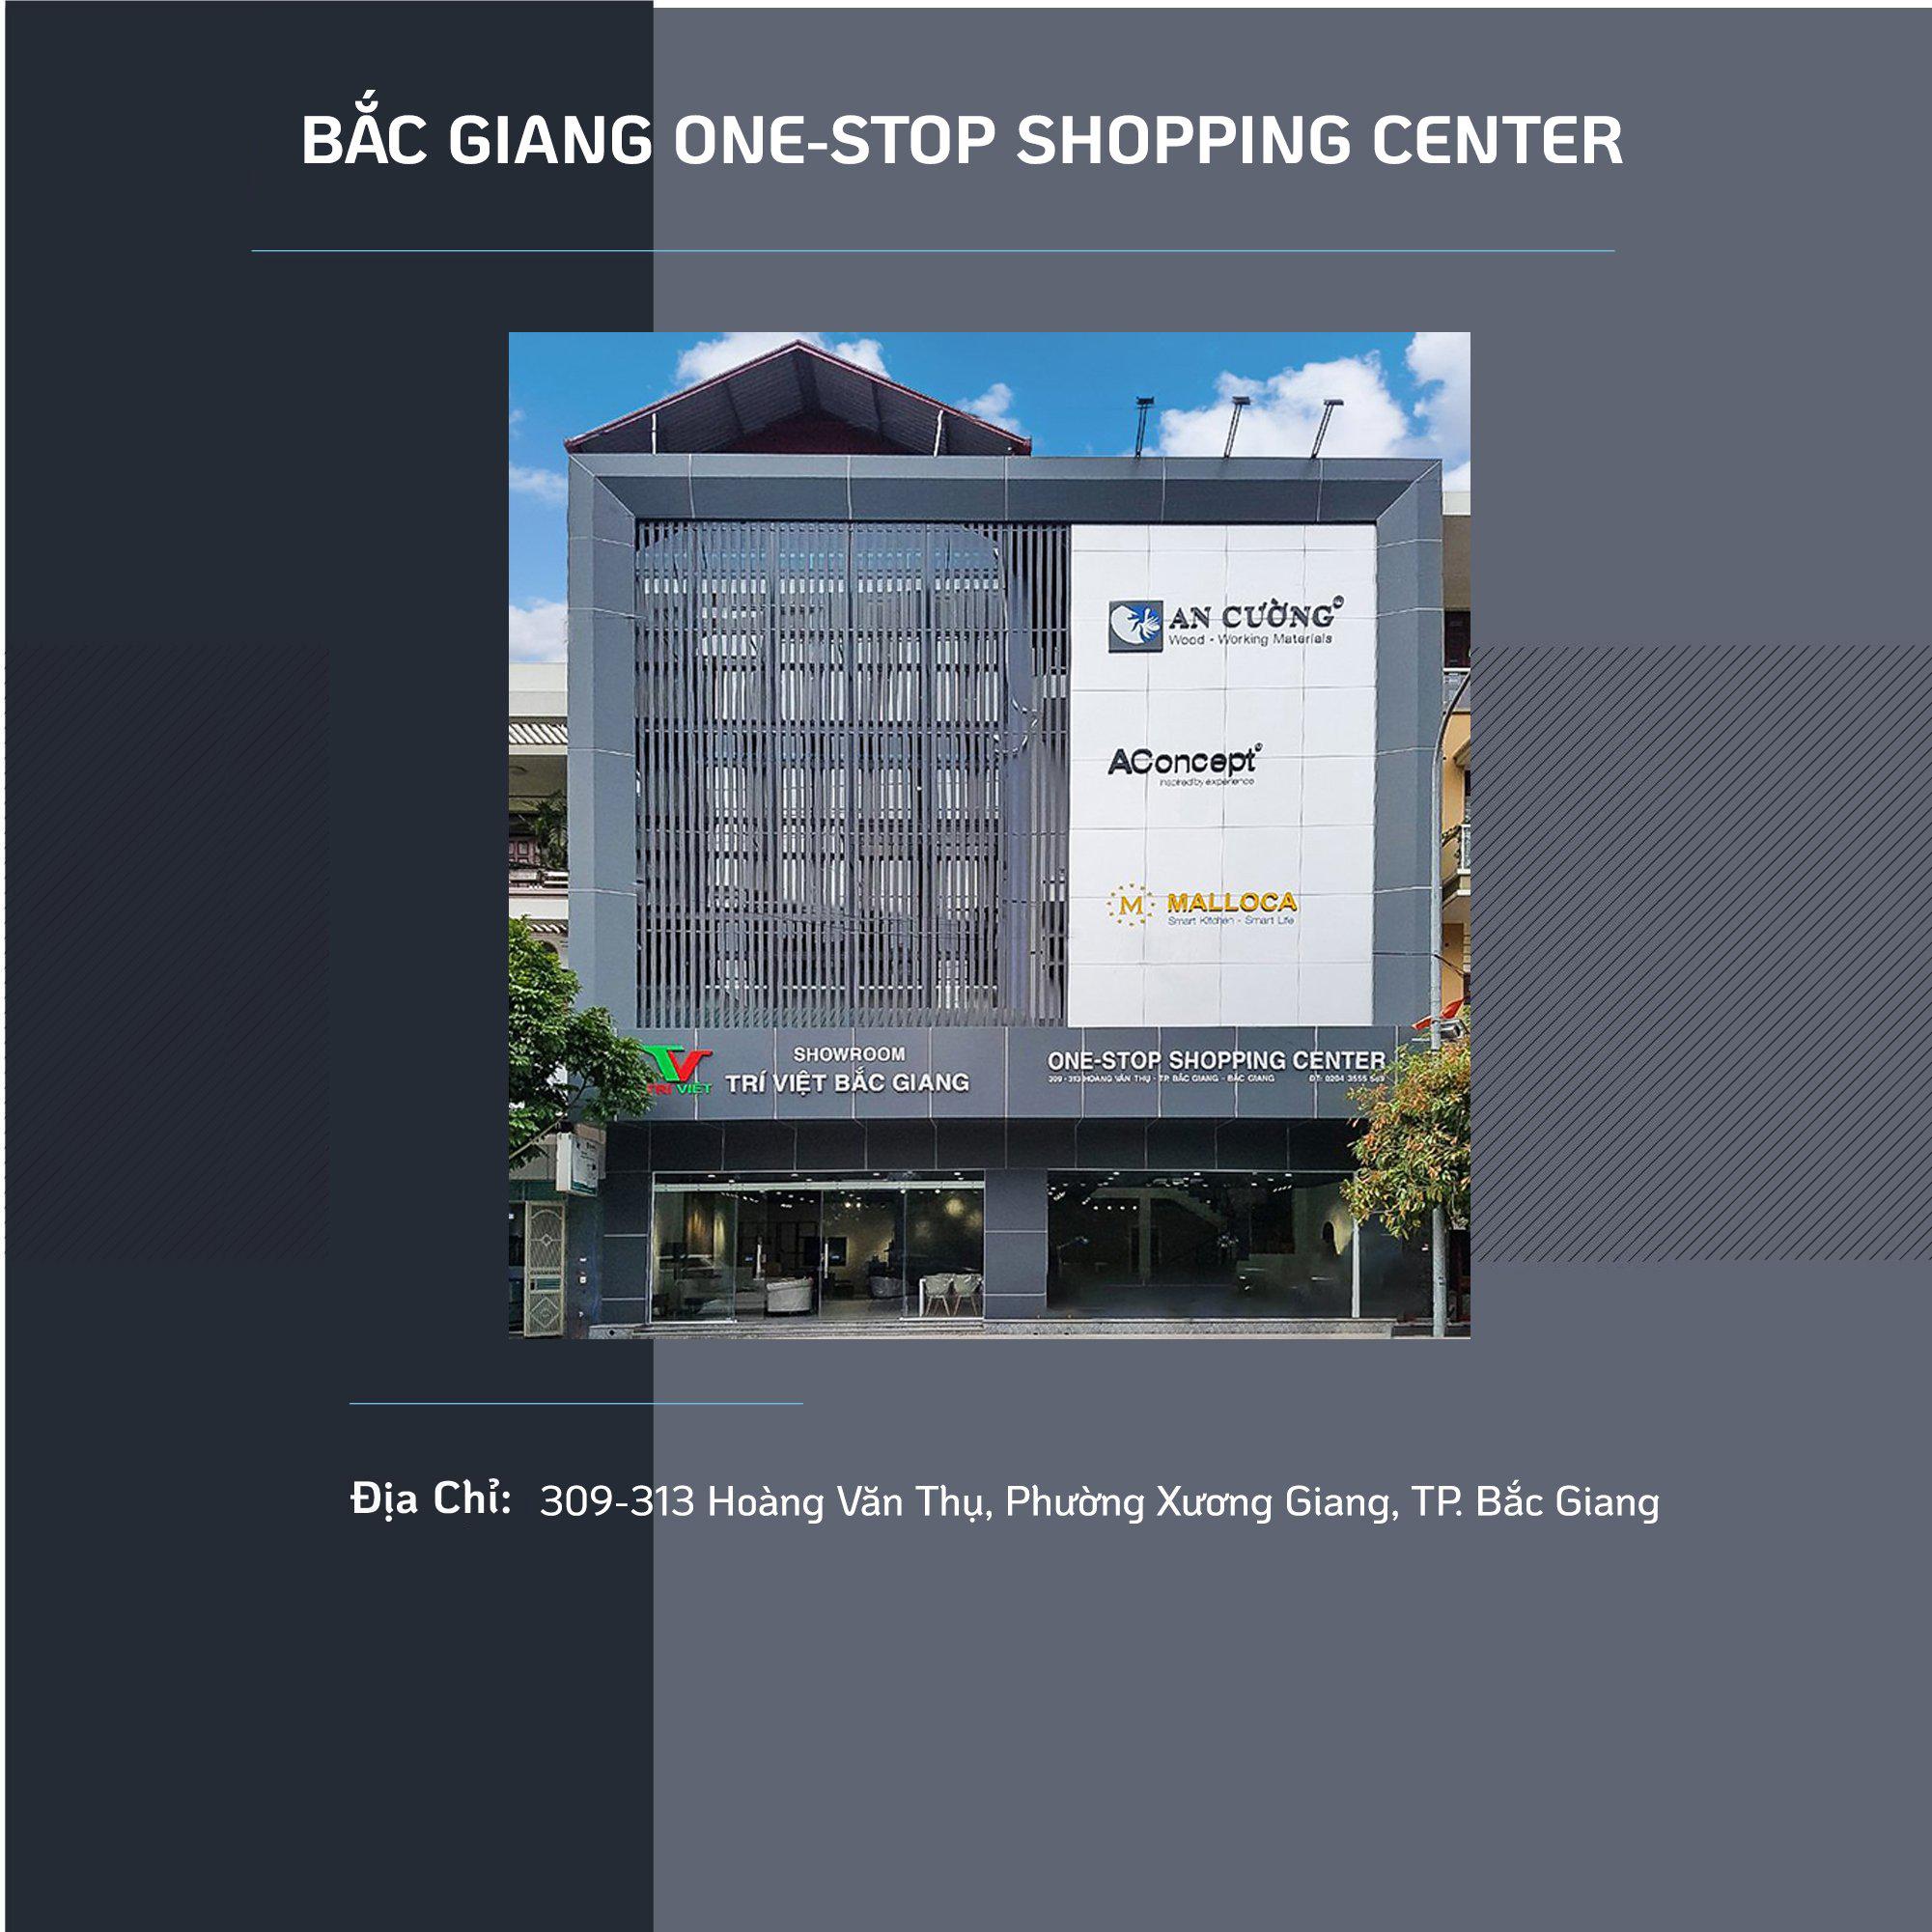 BẮC GIANG ONE-STOP SHOPPING CENTER
AN CƯỜNG
Wood - Working Materials
AConcept
inspired by experience
M MALLOCA
Smart Kitchen - Smart Life
TRÍ VIỆT
SHOWROOM
TRÍ VIỆT BẮC GIANG
ONE-STOP SHOPPING CENTER
309 - 313 HOÀNG VĂN THỤ - TP. BẮC GIANG - BẮC GIANG ĐT: 0204 3555
Địa Chỉ: 309-313 Hoàng Văn Thụ, Phường Xương Giang, TP. Bắc Giang